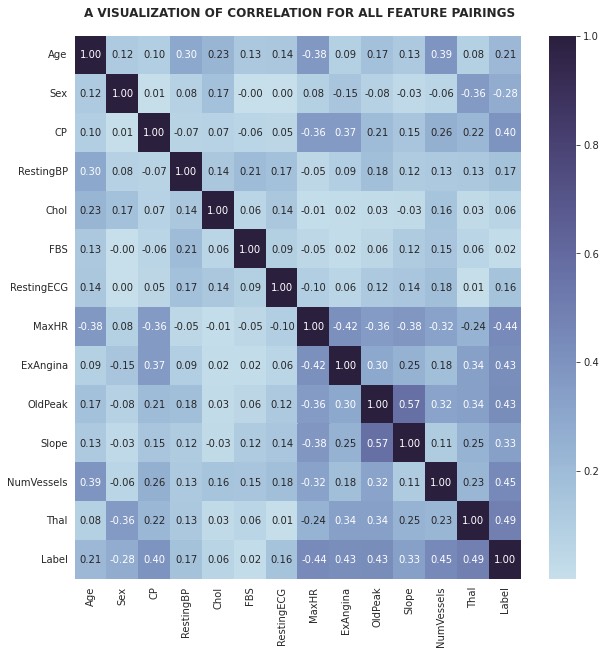 A VISUALIZATION OF CORRELATION FOR ALL FEATURE PAIRINGS
Age 1.00 0.12 0.10 0.30 0.23 0.13 0.14 -0.38 0.09 0.17 0.13 0.39 0.08 0.21
Sex 0.12 1.00 0.01 0.08 0.17 -0.00 0.00 0.08 -0.15 -0.08 -0.03 -0.06 -0.36 -0.28
CP 0.10 0.01 1.00 -0.07 0.07 -0.06 0.05 -0.36 0.37 0.21 0.15 0.26 0.22 0.40
RestingBP 0.30 0.08 -0.07 1.00 0.14 0.21 0.17 -0.05 0.09 0.18 0.12 0.13 0.13 0.17
Chol 0.23 0.17 0.07 0.14 1.00 0.06 0.14 -0.01 0.02 0.03 -0.03 0.16 0.03 0.06
FBS 0.13 -0.00 -0.06 0.21 0.06 1.00 0.09 -0.05 0.02 0.06 0.12 0.15 0.06 0.02
RestingECG 0.14 0.00 0.05 0.17 0.14 0.09 1.00 -0.10 0.06 0.12 0.14 0.18 0.01 0.16
MaxHR -0.38 0.08 -0.36 -0.05 -0.01 -0.05 -0.10 1.00 -0.42 -0.36 -0.38 -0.32 -0.24 -0.44
ExAngina 0.09 -0.15 0.37 0.09 0.02 0.02 0.06 -0.42 1.00 0.30 0.25 0.18 0.34 0.43
OldPeak 0.17 -0.08 0.21 0.18 0.03 0.06 0.12 -0.36 0.30 1.00 0.57 0.32 0.34 0.43
Slope 0.13 -0.03 0.15 0.12 -0.03 0.12 0.14 -0.38 0.25 0.57 1.00 0.11 0.25 0.33
NumVessels 0.39 -0.06 0.26 0.13 0.16 0.15 0.18 -0.32 0.18 0.32 0.11 1.00 0.23 0.45
Thal 0.08 -0.36 0.22 0.13 0.03 0.06 0.01 -0.24 0.34 0.34 0.25 0.23 1.00 0.49
Label 0.21 -0.28 0.40 0.17 0.06 0.02 0.16 -0.44 0.43 0.43 0.33 0.45 0.49 1.00
Age Sex CP RestingBP Chol FBS RestingECG MaxHR ExAngina OldPeak Slope NumVessels Thal Label
1.0
0.8
0.6
0.4
0.2